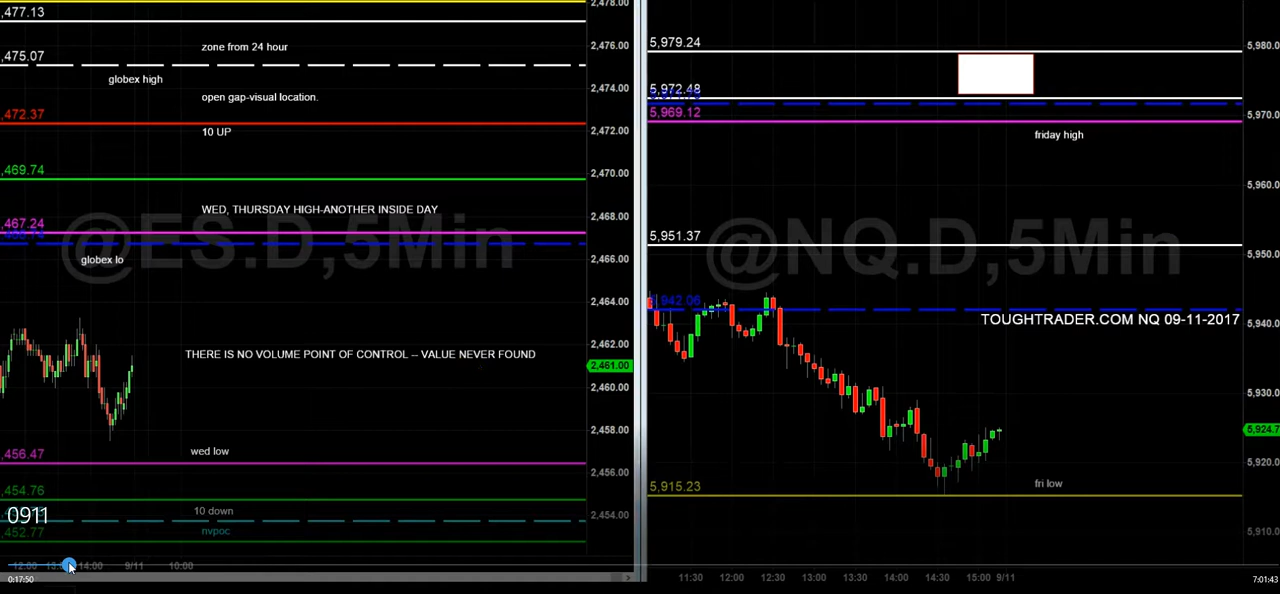 ,477.13
2,478.00
zone from 24 hour
2,476.00
,475.07
globex high
2,474.00
open gap-visual location.
,472.37
10 UP
2,472.00
,469.74
2,470.00
WED, THURSDAY HIGH-ANOTHER INSIDE DAY
2,468.00
,467.24
@ES.D,5Min
globex lo
2,466.00
2,464.00
2,462.00
THERE IS NO VOLUME POINT OF CONTROL -- VALUE NEVER FOUND
2,461.00
2,460.00
2,458.00
wed low
,456.47
2,456.00
,454.76
10 down
0911
2,454.00
nvpoc
,452.77
12:00
14:00
9/11
10:00
0:17:50
5,979.24
5,980.0
5,972.48
5,969.12
5,970.0
friday high
5,960.0
5,951.37
@NQ.D,5Min
5,950.0
5,942.06
TOUGHTRADER.COM NQ 09-11-2017
5,940.0
5,930.0
5,924.7
5,920.0
5,915.23
fri low
5,910.0
11:30 12:00 12:30 13:00 13:30 14:00 14:30 15:00 9/11
7:01:43